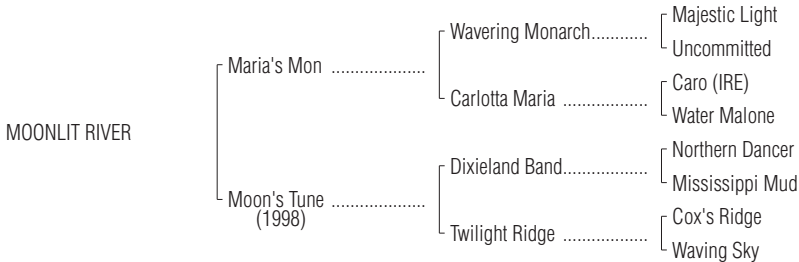 Majestic Light
Wavering Monarch............
Uncommitted
Maria's Mon ....................
Caro (IRE)
Carlotta Maria ..................
Water Malone
MOONLIT RIVER
Northern Dancer
Dixieland Band..................
Mississippi Mud
Moon's Tune ....................
(1998)
Cox's Ridge
Twilight Ridge ..................
Waving Sky